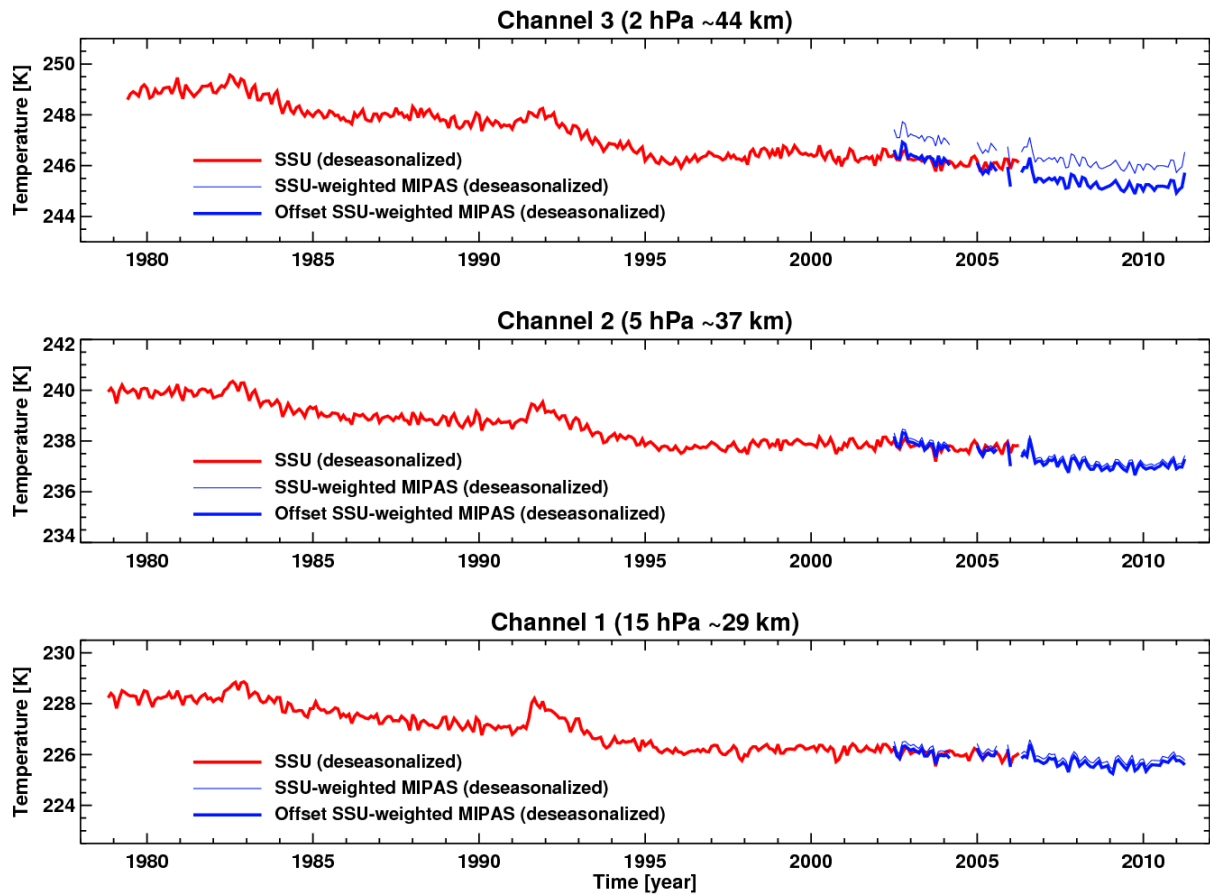 Channel 3 (2 hPa ~44 km)
Temperature [K]
250
248
246
244
SSU (deseasonalized)
SSU-weighted MIPAS (deseasonalized)
Offset SSU-weighted MIPAS (deseasonalized)
1980 1985 1990 1995 2000 2005 2010
Channel 2 (5 hPa ~37 km)
Temperature [K]
242
240
238
236
234
SSU (deseasonalized)
SSU-weighted MIPAS (deseasonalized)
Offset SSU-weighted MIPAS (deseasonalized)
1980 1985 1990 1995 2000 2005 2010
Channel 1 (15 hPa ~29 km)
Temperature [K]
230
228
226
224
SSU (deseasonalized)
SSU-weighted MIPAS (deseasonalized)
Offset SSU-weighted MIPAS (deseasonalized)
1980 1985 1990 1995 2000 2005 2010
Time [year]